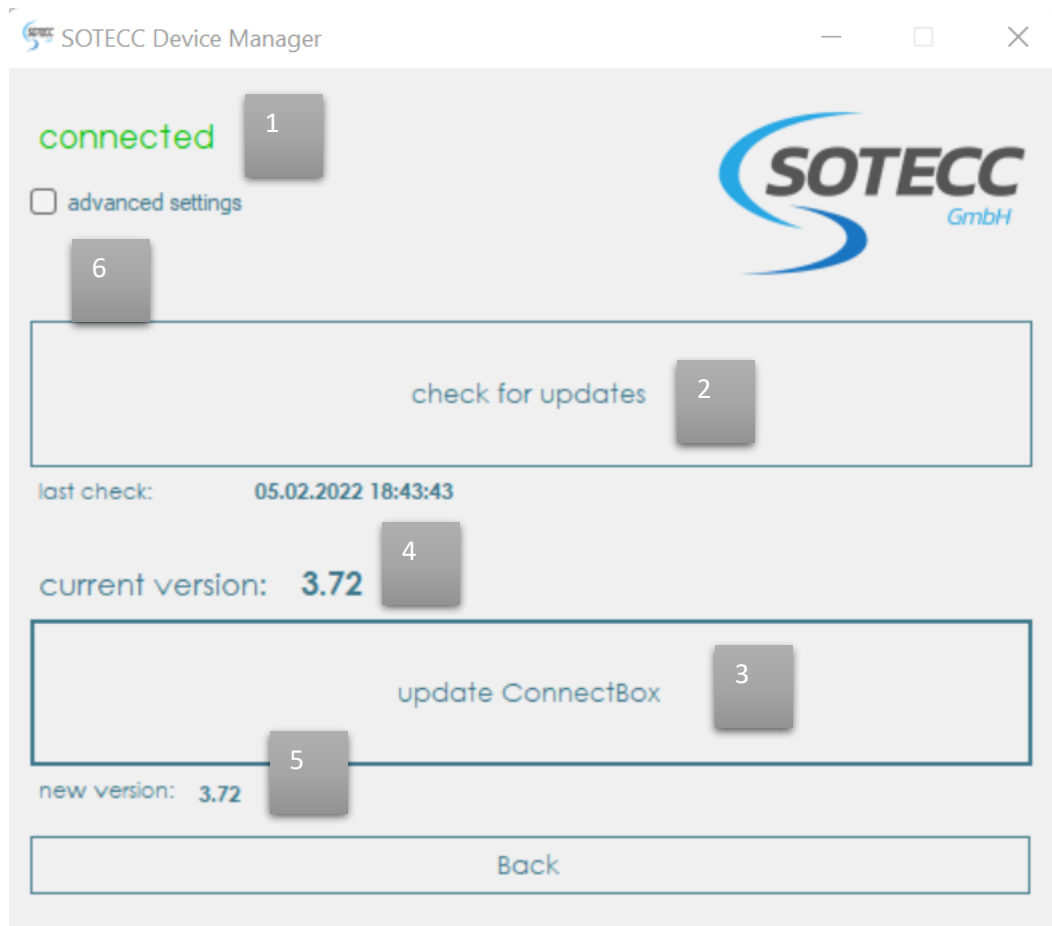 SOTECC Device Manager
connected 1
SOTECC
GmbH
advanced settings
6
check for updates 2
last check: 05.02.2022 18:43:43
4
current version: 3.72
update ConnectBox 3
5
new version: 3.72
Back